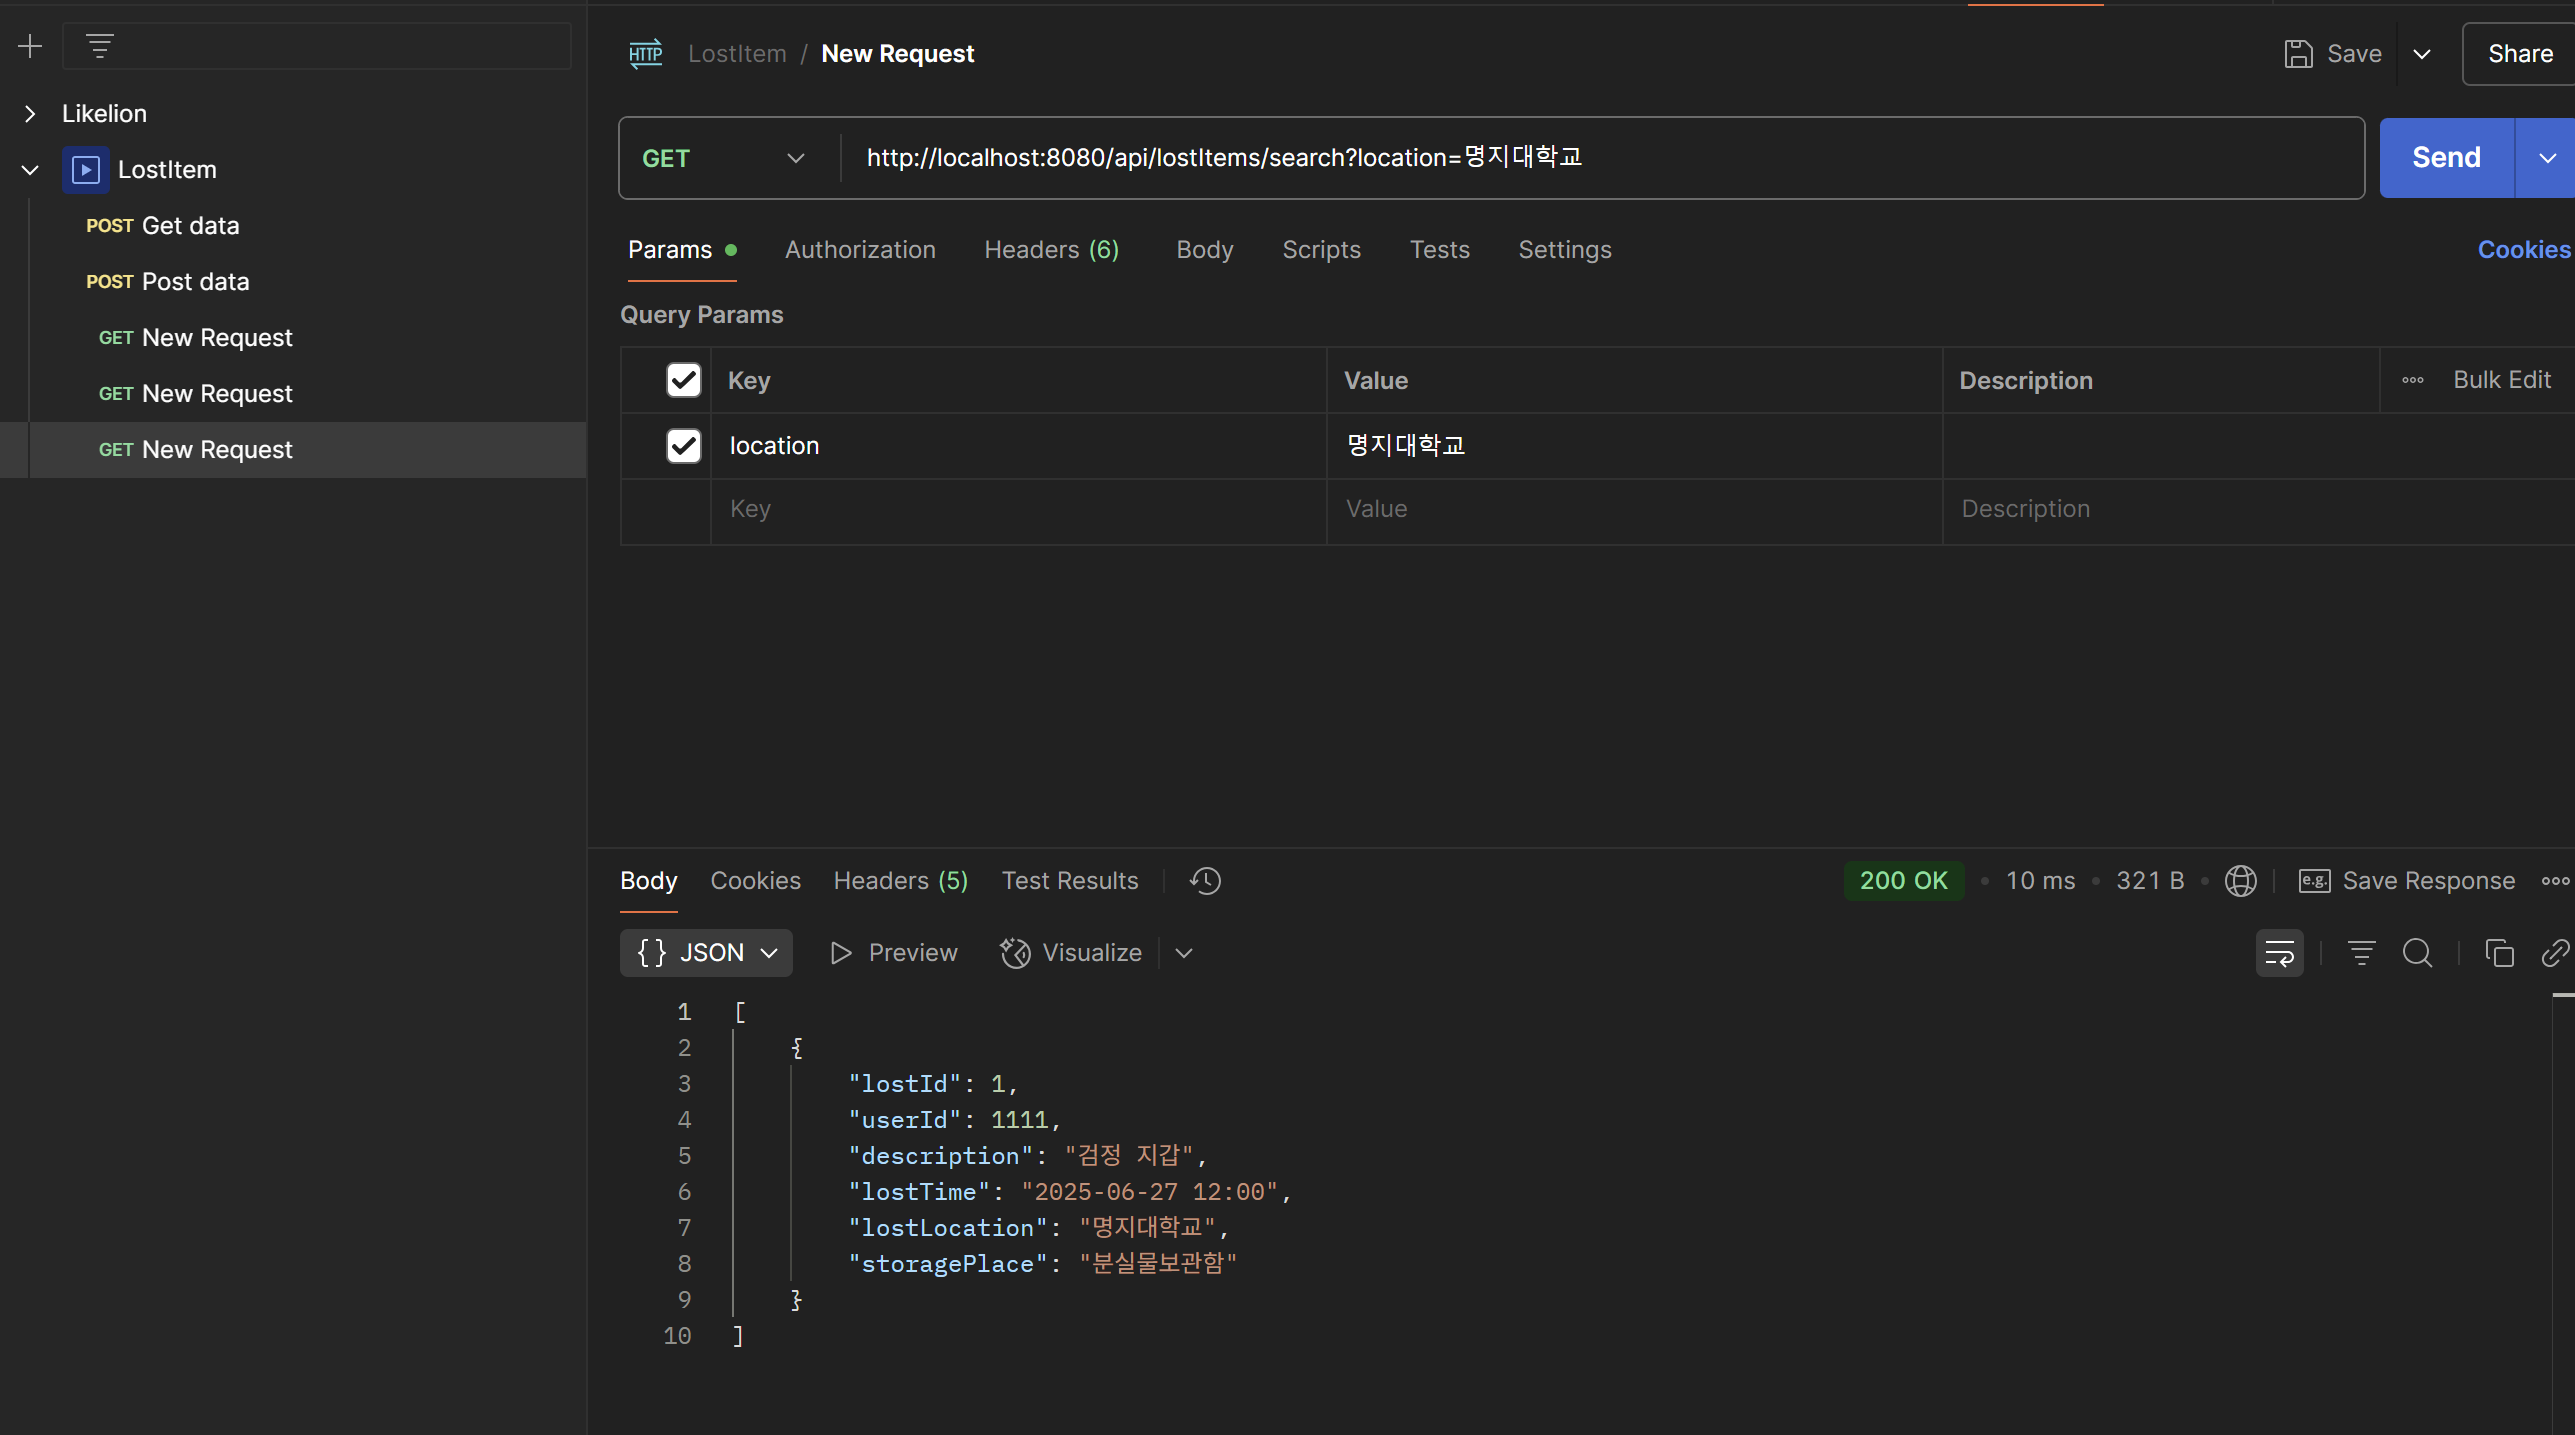 LostItem / New Request
Save
Share
Likelion
LostItem
POST Get data
POST Post data
GET New Request
GET New Request
GET New Request
HTTP
GET
http://localhost:8080/api/lostItems/search?location=명지대학교
Send
Params Authorization Headers (6) Body Scripts Tests Settings
Cookies
Query Params
Key Value Description Bulk Edit
location 명지대학교
Key Value Description
Body Cookies Headers (5) Test Results
200 OK 10 ms 321 B e.g. Save Response
{} JSON Preview Visualize
1 [
2 {
3 "lostId": 1,
4 "userId": 1111,
5 "description": "검정 지갑",
6 "lostTime": "2025-06-27 12:00",
7 "lostLocation": "명지대학교",
8 "storagePlace": "분실물보관함"
9 }
10 ]